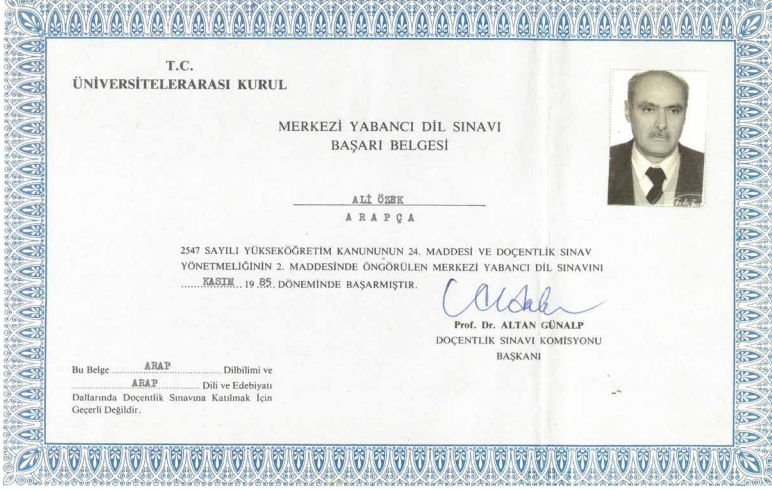 T.C.
ÜNİVERSİTELERARASI KURUL
MERKEZİ YABANCI DİL SINAVI
BAŞARI BELGESİ
ALİ ÖZEK
ARAPÇA
2547 SAYILI YÜKSEKÖĞRETİM KANUNUNUN 24. MADDESİ VE DOÇENTLİK SINAV
YÖNETMELİĞİNİN 2. MADDESİNDE ÖNGÖRÜLEN MERKEZİ YABANCI DİL SINAVINI
KASIM 19 85. DÖNEMİNDE BAŞARMIŞTIR.
Prof. Dr. ALTAN GÜNALP
DOÇENTLİK SINAVI KOMİSYONU
BAŞKANI
Bu Belge ARAP Dilbilimi ve
ARAP Dili ve Edebiyatı
Dallarında Doçentlik Sınavına Katılmak İçin
Geçerli Değildir.